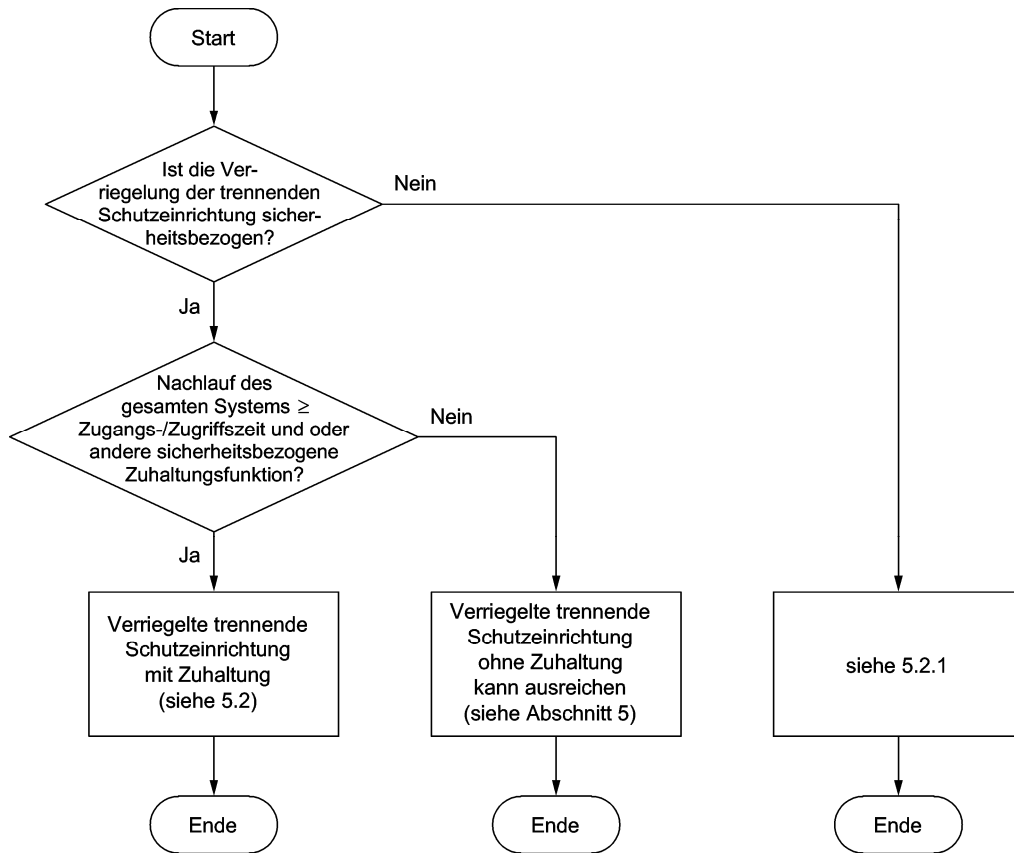 Start
Ist die Ver-
riegelung der trennenden
Schutzeinrichtung sicher-
heitsbezogen?
Nein
Ja
Nachlauf des
gesamten Systems ≥
Zugangs-/Zugriffszeit und oder
andere sicherheitsbezogene
Zuhaltungsfunktion?
Nein
Ja
Verriegelte trennende
Schutzeinrichtung
mit Zuhaltung
(siehe 5.2)
Verriegelte trennende
Schutzeinrichtung
ohne Zuhaltung
kann ausreichen
(siehe Abschnitt 5)
siehe 5.2.1
Ende
Ende
Ende